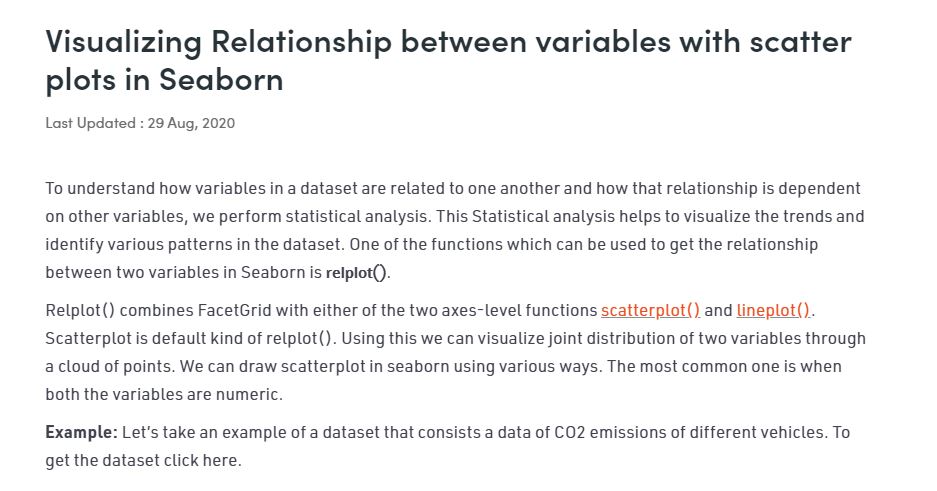 Visualizing Relationship between variables with scatter
plots in Seaborn
Last Updated : 29 Aug, 2020
To understand how variables in a dataset are related to one another and how that relationship is dependent
on other variables, we perform statistical analysis. This Statistical analysis helps to visualize the trends and
identify various patterns in the dataset. One of the functions which can be used to get the relationship
between two variables in Seaborn is relplot().
Relplot() combines FacetGrid with either of the two axes-level functions scatterplot() and lineplot().
Scatterplot is default kind of relplot(). Using this we can visualize joint distribution of two variables through
a cloud of points. We can draw scatterplot in seaborn using various ways. The most common one is when
both the variables are numeric.
Example: Let’s take an example of a dataset that consists a data of CO2 emissions of different vehicles. To
get the dataset click here.